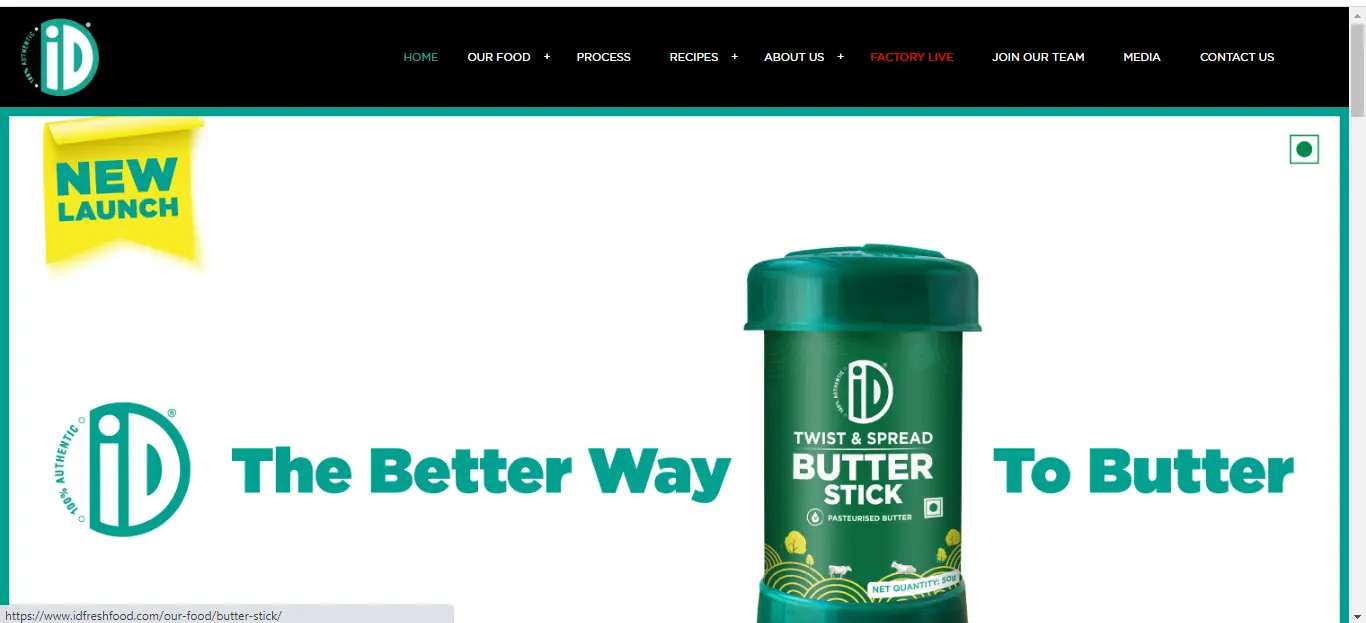 100% AUTHENTIC iD
HOME OUR FOOD + PROCESS RECIPES + ABOUT US + FACTORY LIVE JOIN OUR TEAM MEDIA CONTACT US
NEW
LAUNCH
100% AUTHENTIC iD ®
The Better Way
100% AUTHENTIC iD
TWIST & SPREAD
BUTTER
STICK
PASTEURISED BUTTER
NET QUANTITY: 50g
To Butter
https://www.idfreshfood.com/our-food/butter-stick/